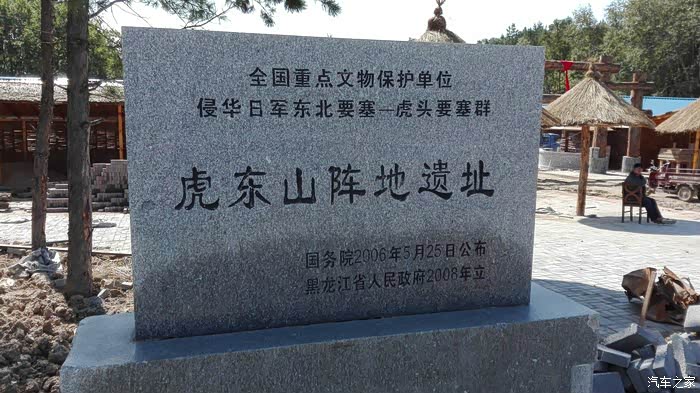 全国重点文物保护单位
侵华日军东北要塞—虎头要塞群
虎东山阵地遗址
国务院2006年5月25日公布
黑龙江省人民政府2008年立
汽车之家